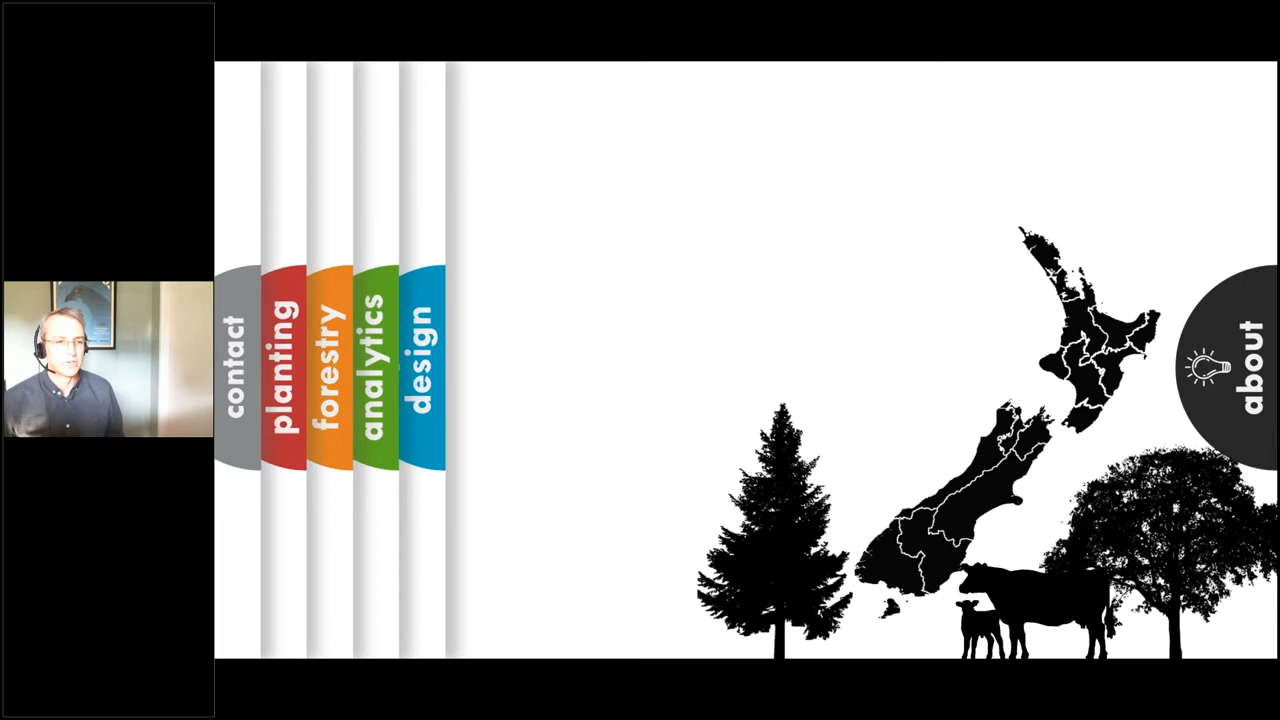 contact
planting
forestry
analytics
design
about